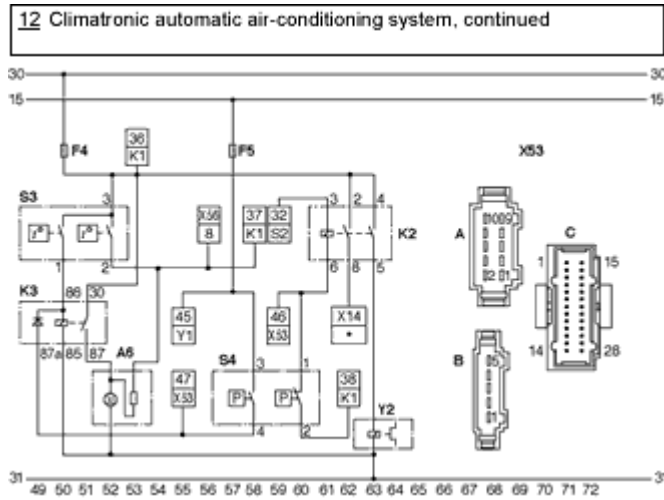 12 Climatronic automatic air-conditioning system, continued
30 30
15 15
F4 36 K1 F5 X53
S3 3 X56 8 37 K1 32 S2 3 2 4 K2
A 1009 C
1 2 6 8 5 21 1 15
K3 86 30 45 Y1 46 X53 X14 *
87a 85 87 A6 S4 3 1 B 5 14 28
47 X53 P P 38 K1 Y2 1
4 2
31 31
49 50 51 52 53 54 55 56 57 58 59 60 61 62 63 64 65 66 67 68 69 70 71 72